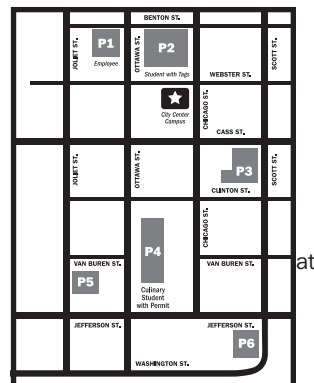 BENTON ST.
JOLIET ST.
P1
Employee
OTTAWA ST.
P2
Student with Tags
WEBSTER ST.
SCOTT ST.
City Center
Campus
CHICAGO ST.
CASS ST.
JOLIET ST.
OTTAWA ST.
P3
SCOTT ST.
CLINTON ST.
CHICAGO ST.
P4
VAN BUREN ST.
VAN BUREN ST.
at
P5
Culinary
Student
with Permit
JEFFERSON ST.
JEFFERSON ST.
P6
WASHINGTON ST.